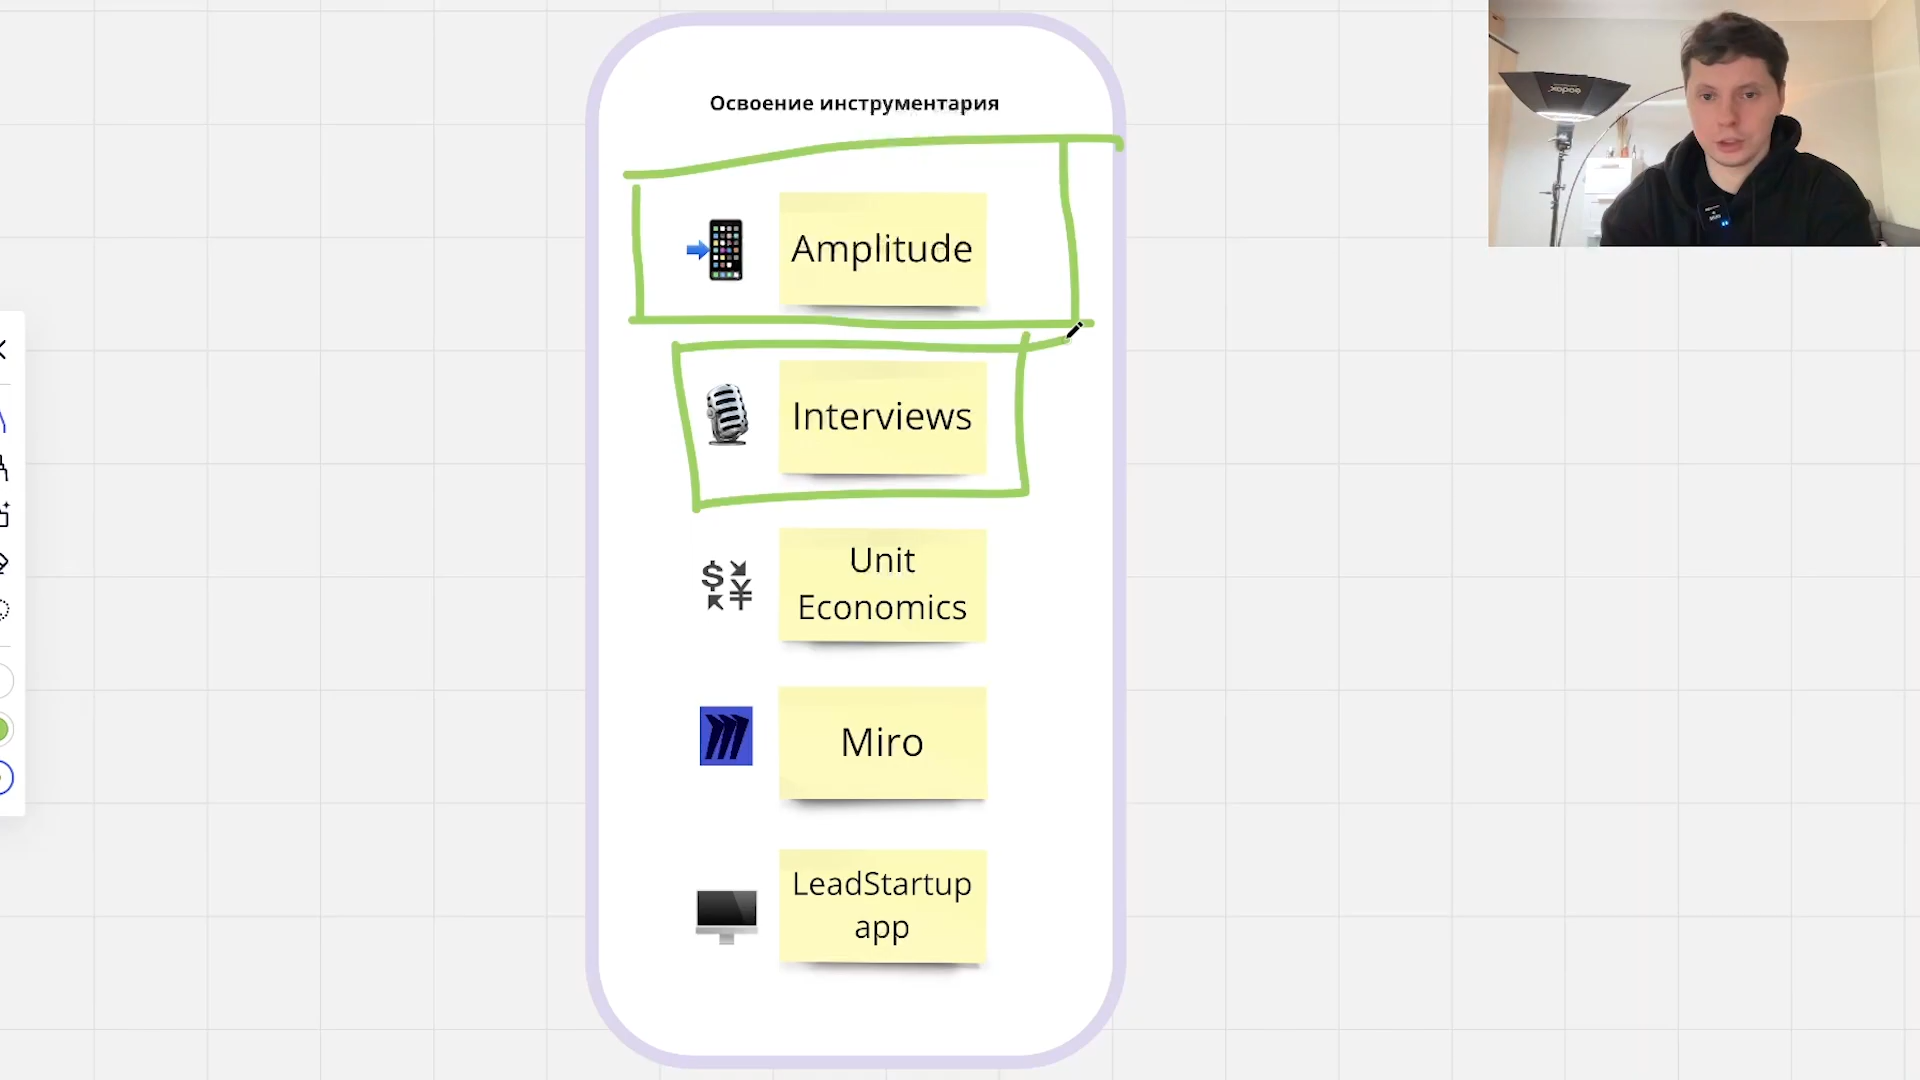 Освоение инструментария
Amplitude
Interviews
Unit
Economics
Miro
LeadStartup
app